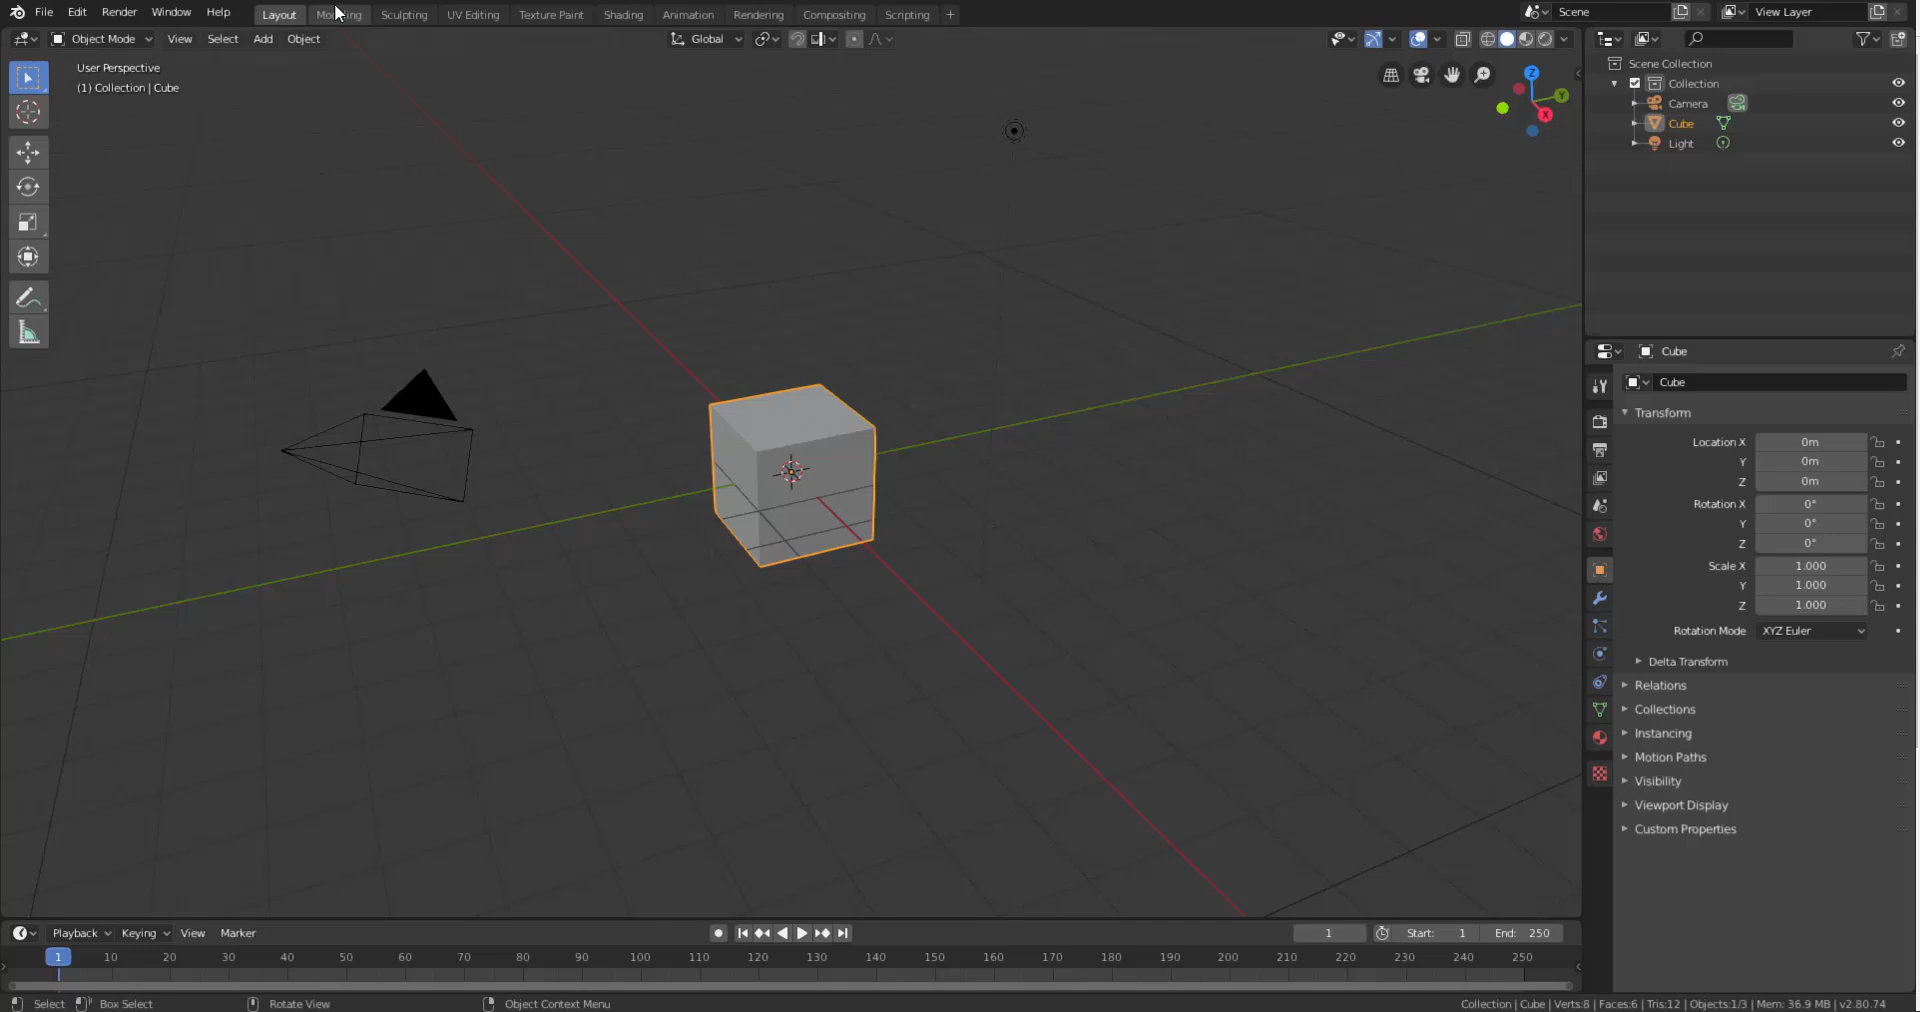 File Edit Render Window Help Layout Sculpting UV Editing Texture Paint Shading Animation Rendering Compositing Scripting + Scene View Layer
Object Mode View Select Add Object Global
User Perspective
(1) Collection | Cube
Z
Y
X
Scene Collection
Collection
Camera
Cube
Light
Cube
Cube
Transform
Location X 0m
Y 0m
Z 0m
Rotation X 0°
Y 0°
Z 0°
Scale X 1.000
Y 1.000
Z 1.000
Rotation Mode XYZ Euler
Delta Transform
Relations
Collections
Instancing
Motion Paths
Visibility
Viewport Display
Custom Properties
Playback Keying View Marker 1 Start: 1 End: 250
1 10 20 30 40 50 60 70 80 90 100 110 120 130 140 150 160 170 180 190 200 210 220 230 240 250
Select Box Select Rotate View Object Context Menu Collection | Cube | Verts:8 | Faces:6 | Tris:12 | Objects:1/3 | Mem: 36.9 MB | v2.80.74